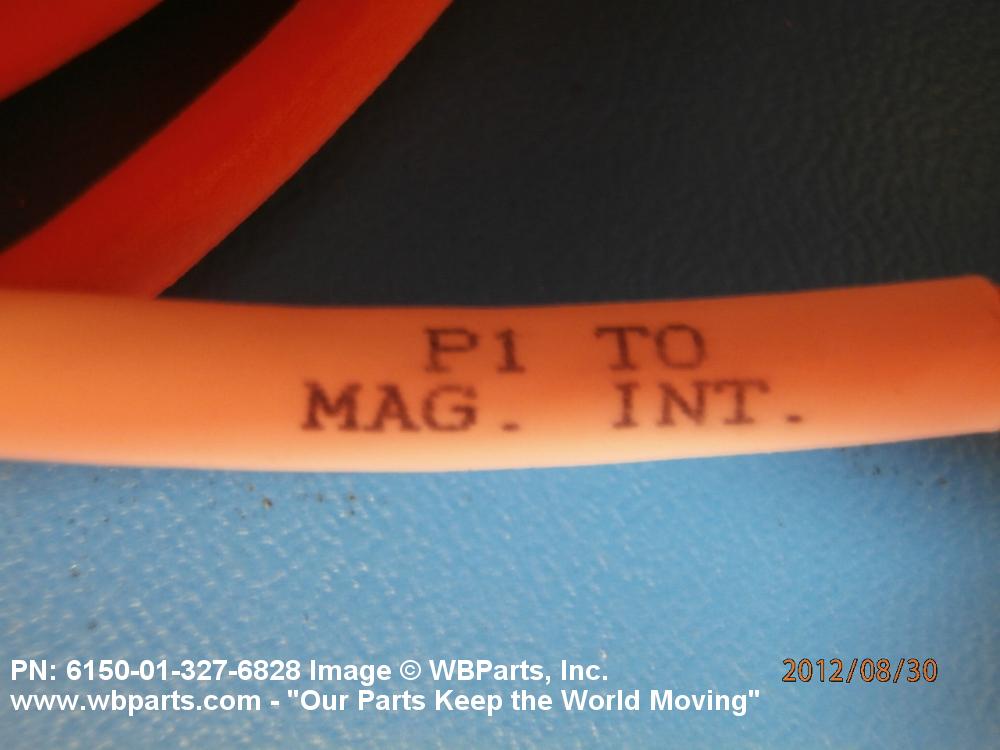 P1 TO
MAG. INT.
PN: 6150-01-327-6828 Image © WBParts, Inc.
2012/08/30
www.wbparts.com - "Our Parts Keep the World Moving"